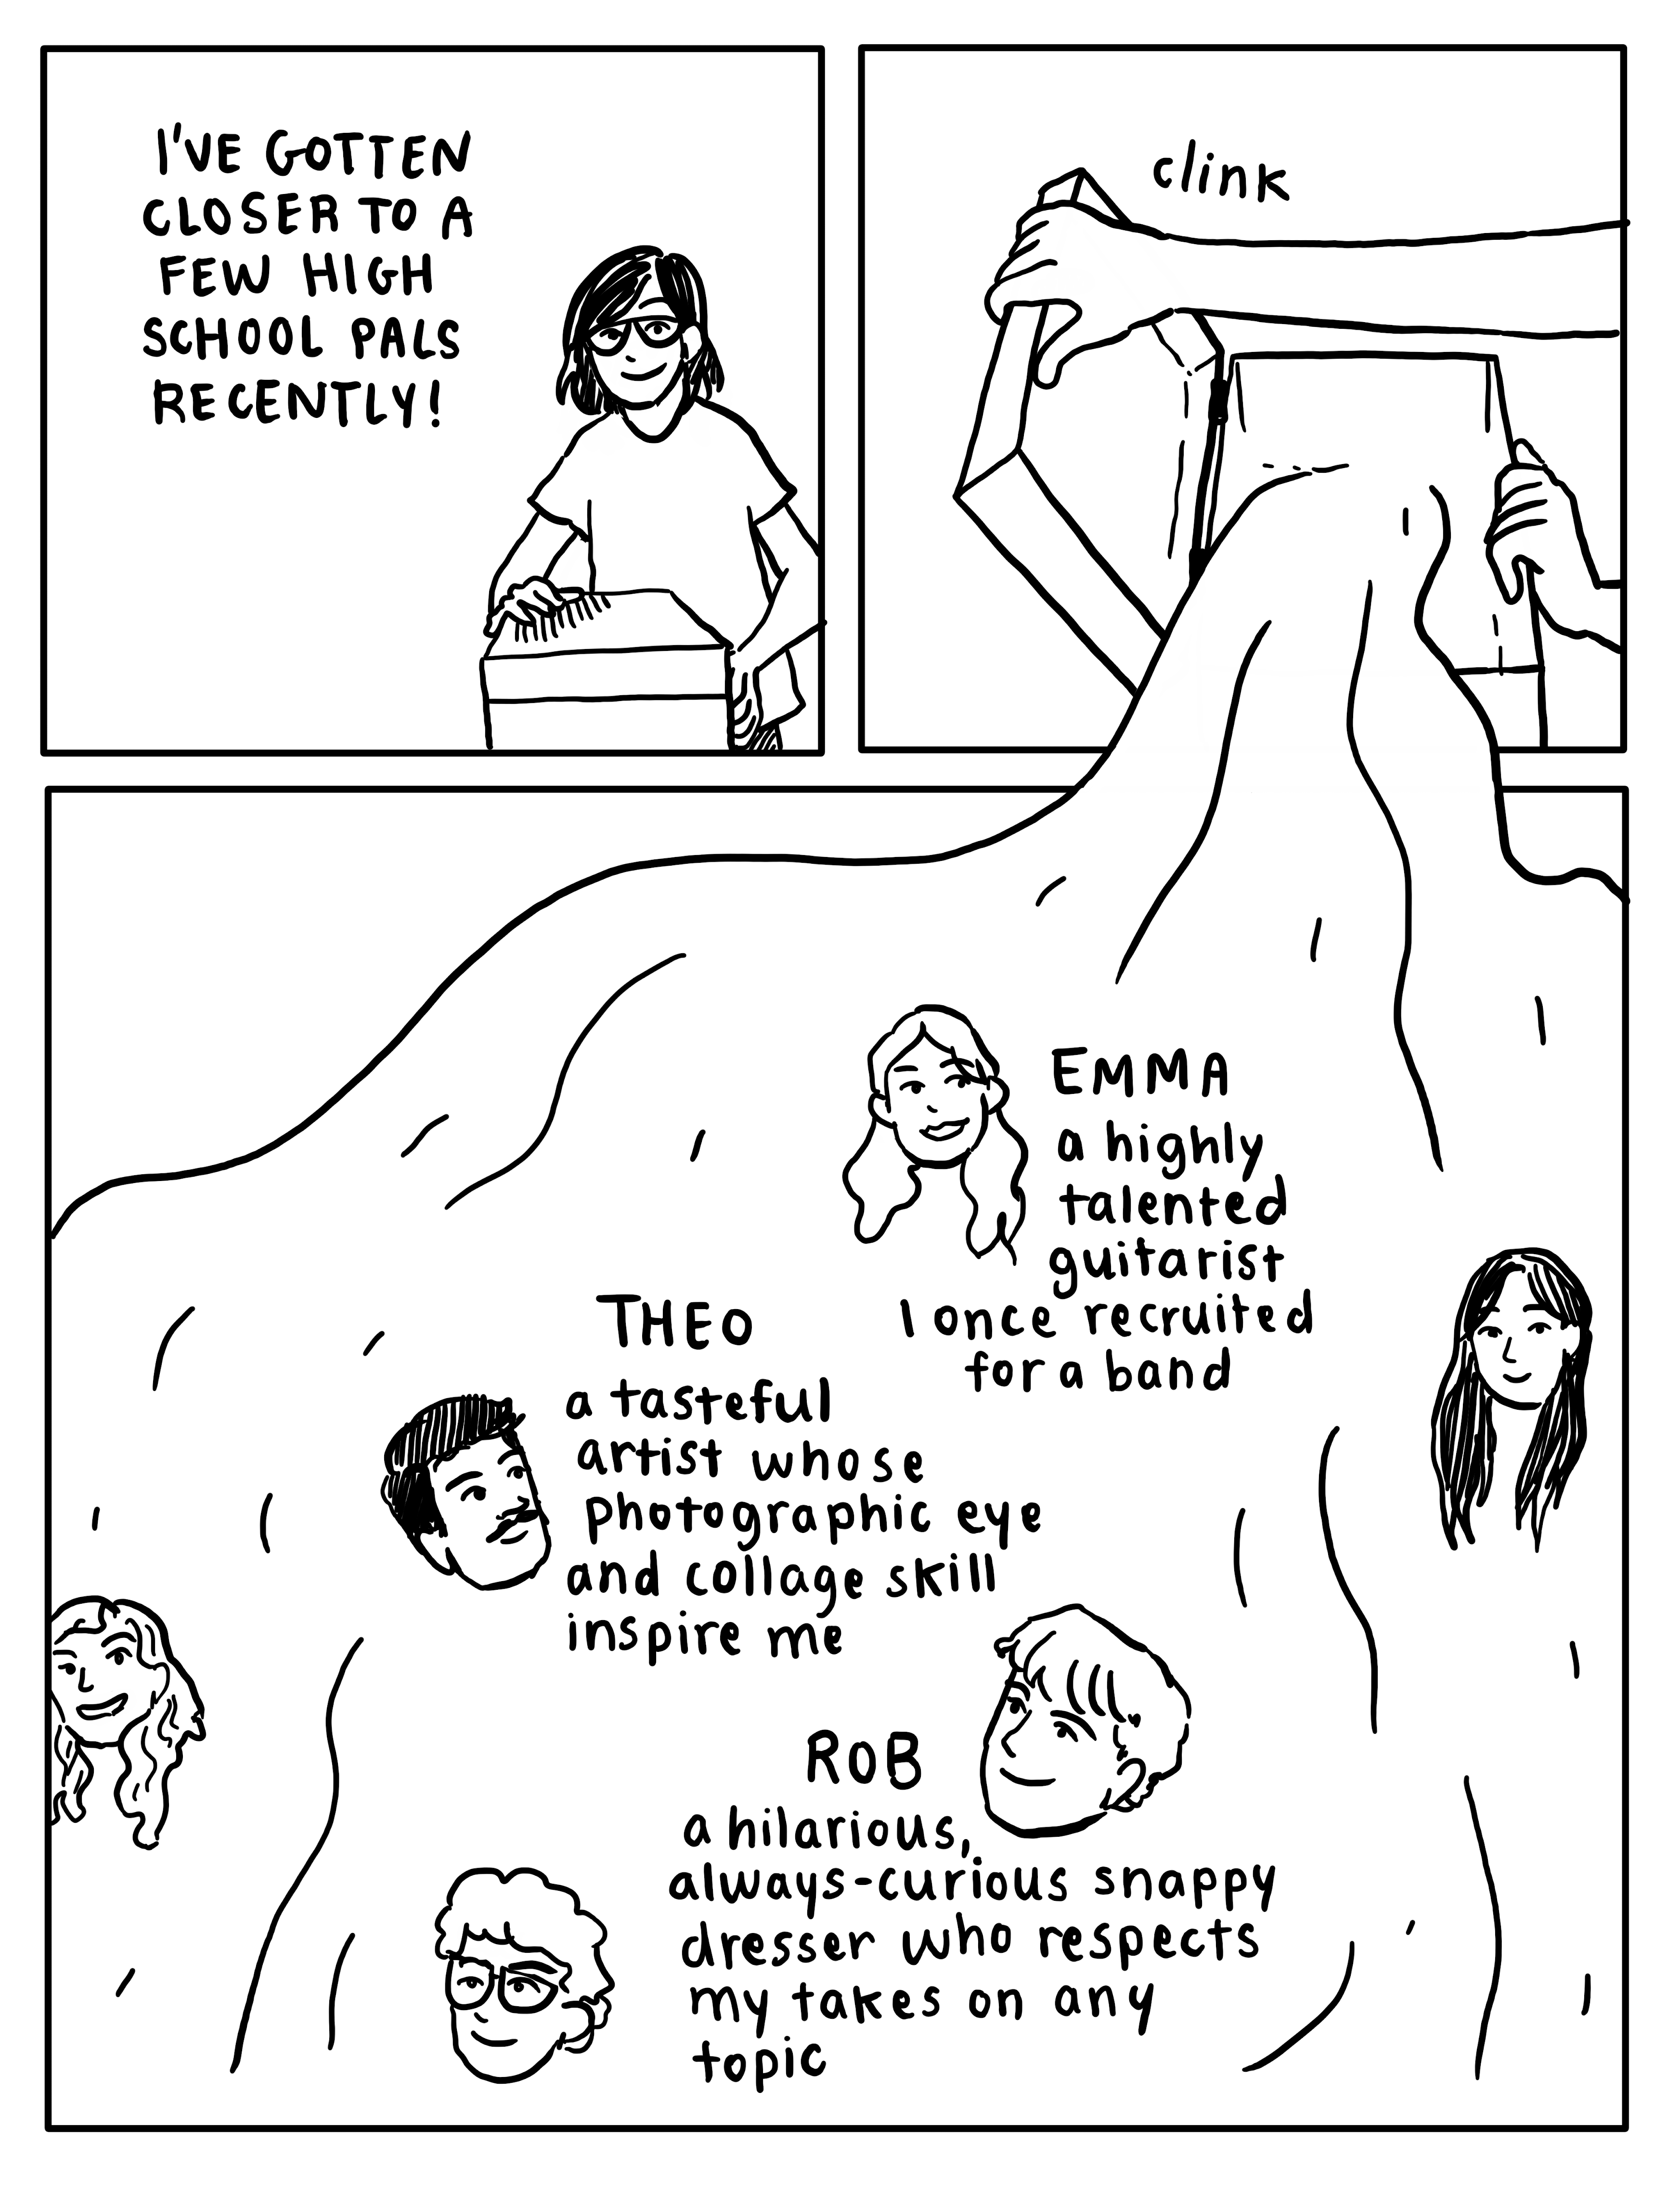 I'VE GOTTEN
CLOSER TO A
FEW HIGH
SCHOOL PALS
RECENTLY!
clink
EMMA
a highly
talented
guitarist
I once recruited
for a band
THEO
a tasteful
artist whose
photographic eye
and collage skill
inspire me
ROB
a hilarious,
always-curious snappy
dresser who respects
my takes on any
topic